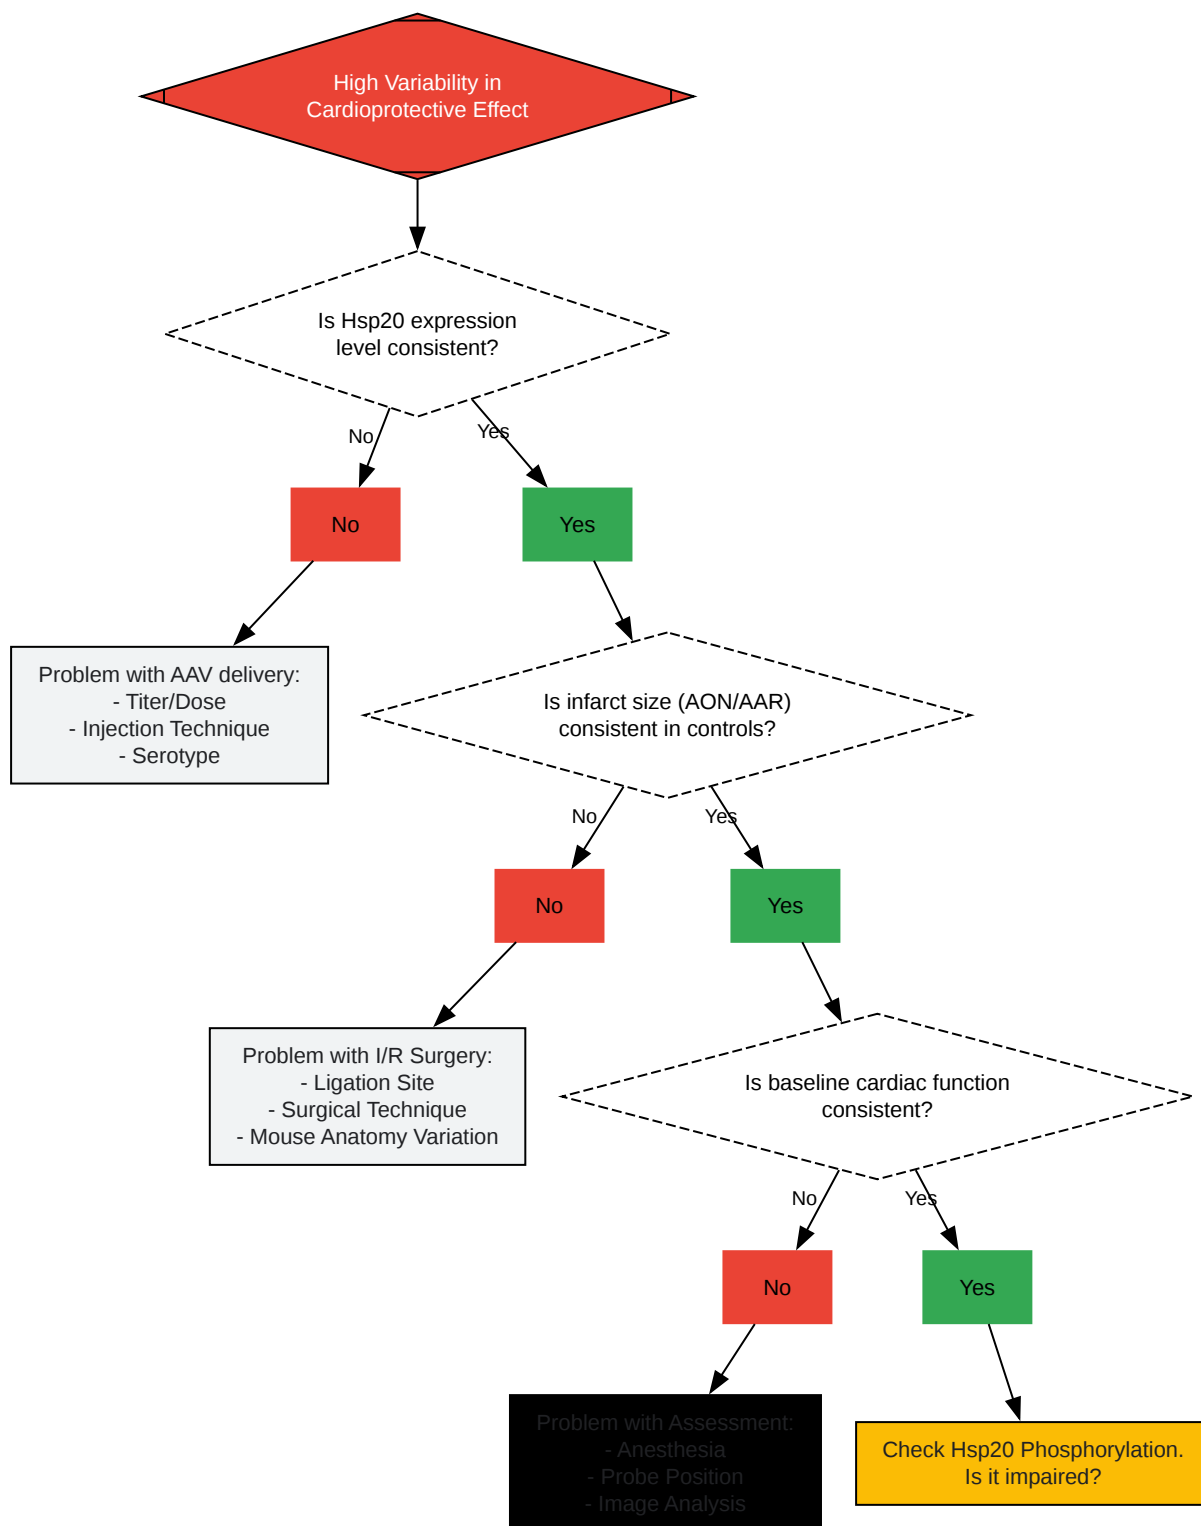 High Variability in
Cardioprotective Effect
Is Hsp20 expression
level consistent?
No
Yes
No
Yes
Problem with AAV delivery:
- Titer/Dose
- Injection Technique
- Serotype
Is infarct size (AON/AAR)
consistent in controls?
No
Yes
No
Yes
Problem with I/R Surgery:
- Ligation Site
- Surgical Technique
- Mouse Anatomy Variation
Is baseline cardiac function
consistent?
No
Yes
No
Yes
Problem with Assessment:
- Anesthesia
- Probe Position
- Image Analysis
Check Hsp20 Phosphorylation.
Is it impaired?